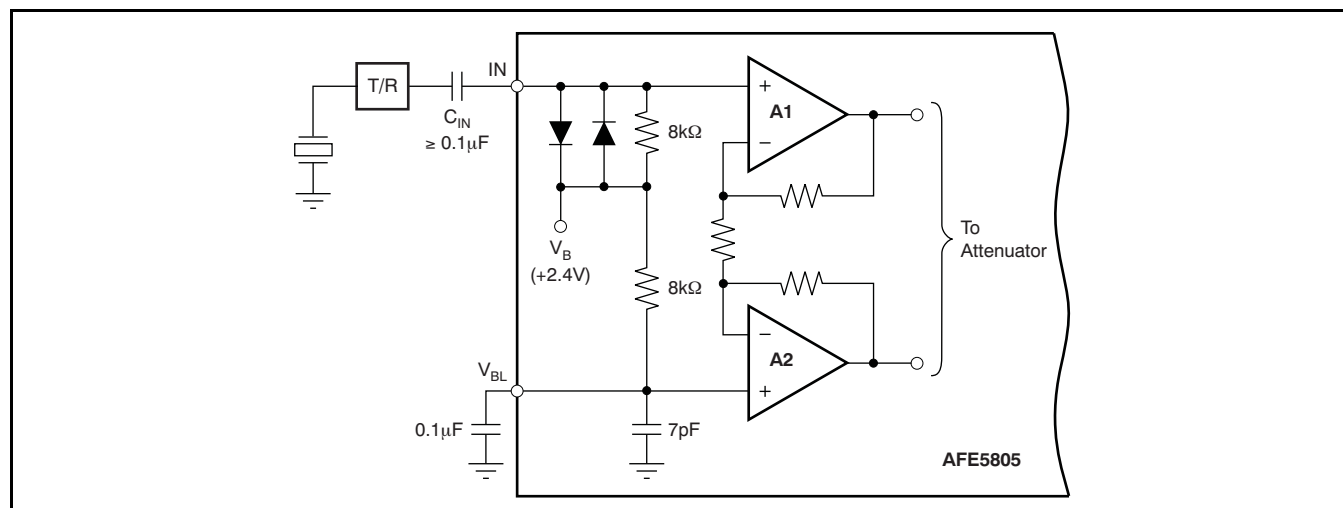 T/R
C_IN
≥ 0.1μF
IN
8kΩ
V_B
(+2.4V)
8kΩ
V_BL
0.1μF
7pF
+
A1
−
−
A2
+
To
Attenuator
AFE5805